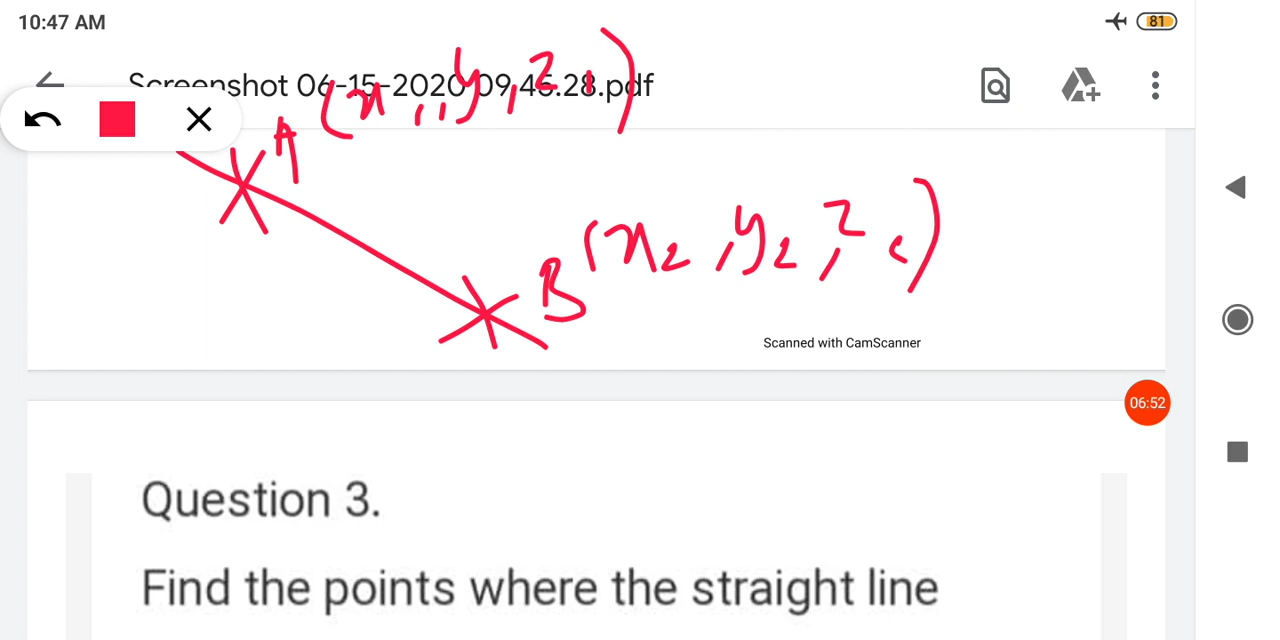 10:47 AM
81
Screenshot 06-15-2020 09.46.28.pdf
A (x1, y, z1)
B (x2, y2, z2)
Scanned with CamScanner
06:52
Question 3.
Find the points where the straight line